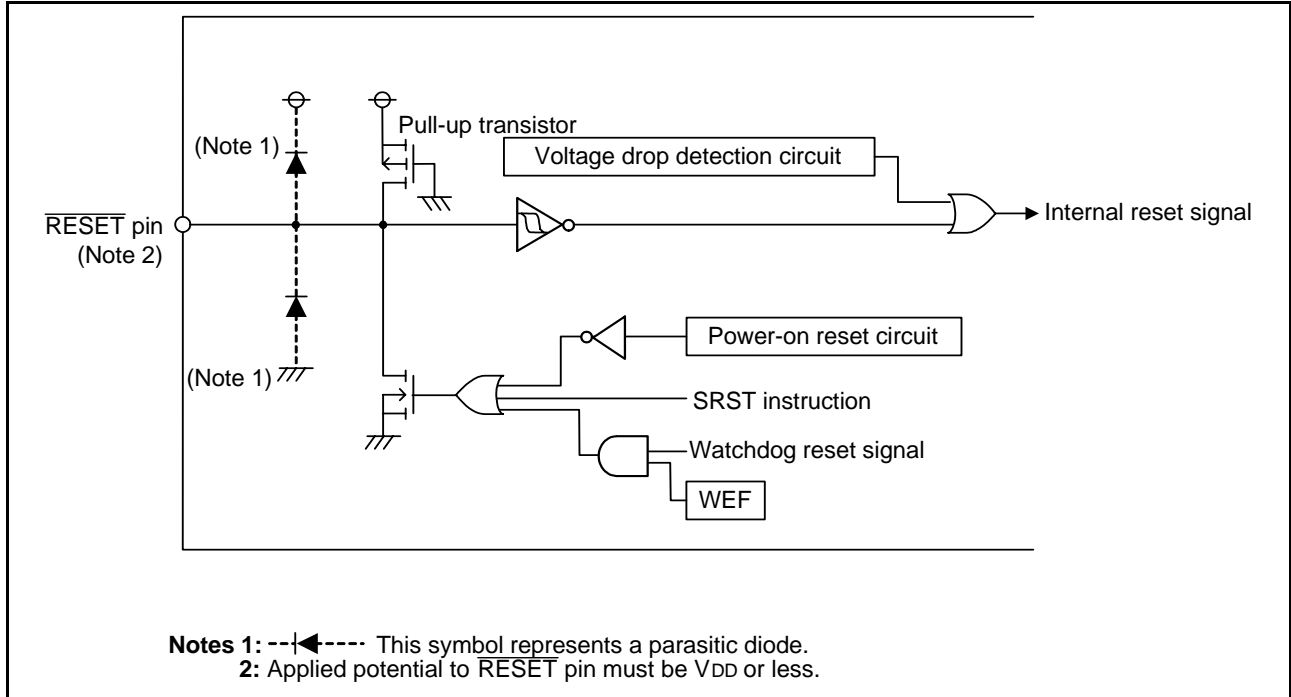 (Note 1)
Pull-up transistor
Voltage drop detection circuit
RESET pin
(Note 2)
Internal reset signal
Power-on reset circuit
(Note 1)
SRST instruction
Watchdog reset signal
WEF
Notes 1: This symbol represents a parasitic diode.
2: Applied potential to RESET pin must be VDD or less.